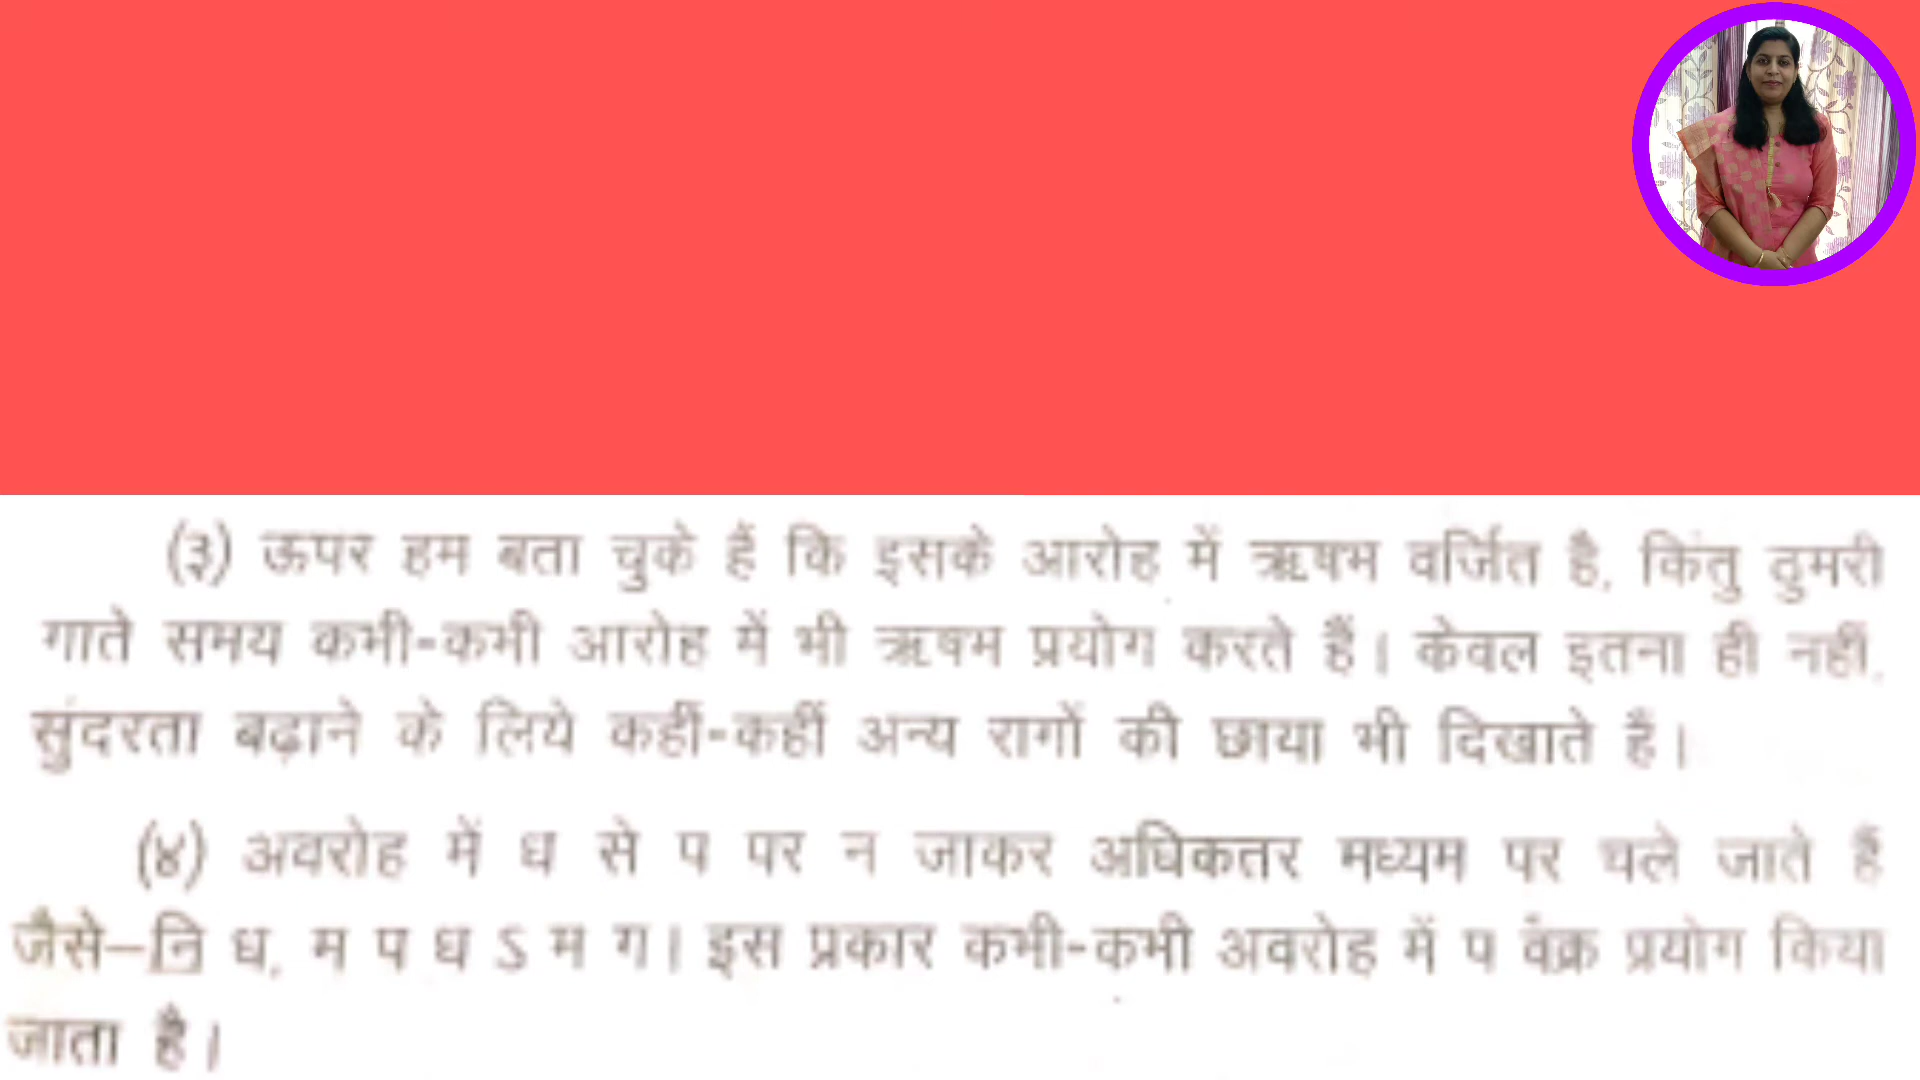 (३) ऊपर हम बता चुके हैं कि इसके आरोह में ऋषभ वर्जित है, किंतु ठुमरी
गाते समय कभी-कभी आरोह में भी ऋषभ प्रयोग करते हैं। केवल इतना ही नहीं,
सुंदरता बढ़ाने के लिये कहीं-कहीं अन्य रागों की छाया भी दिखाते हैं।
(४) अवरोह में ध से प पर न जाकर अधिकतर मध्यम पर चले जाते हैं
जैसे—नि॒ ध, म प ध ऽ म ग। इस प्रकार कभी-कभी अवरोह में प वक्र प्रयोग किया
जाता है।